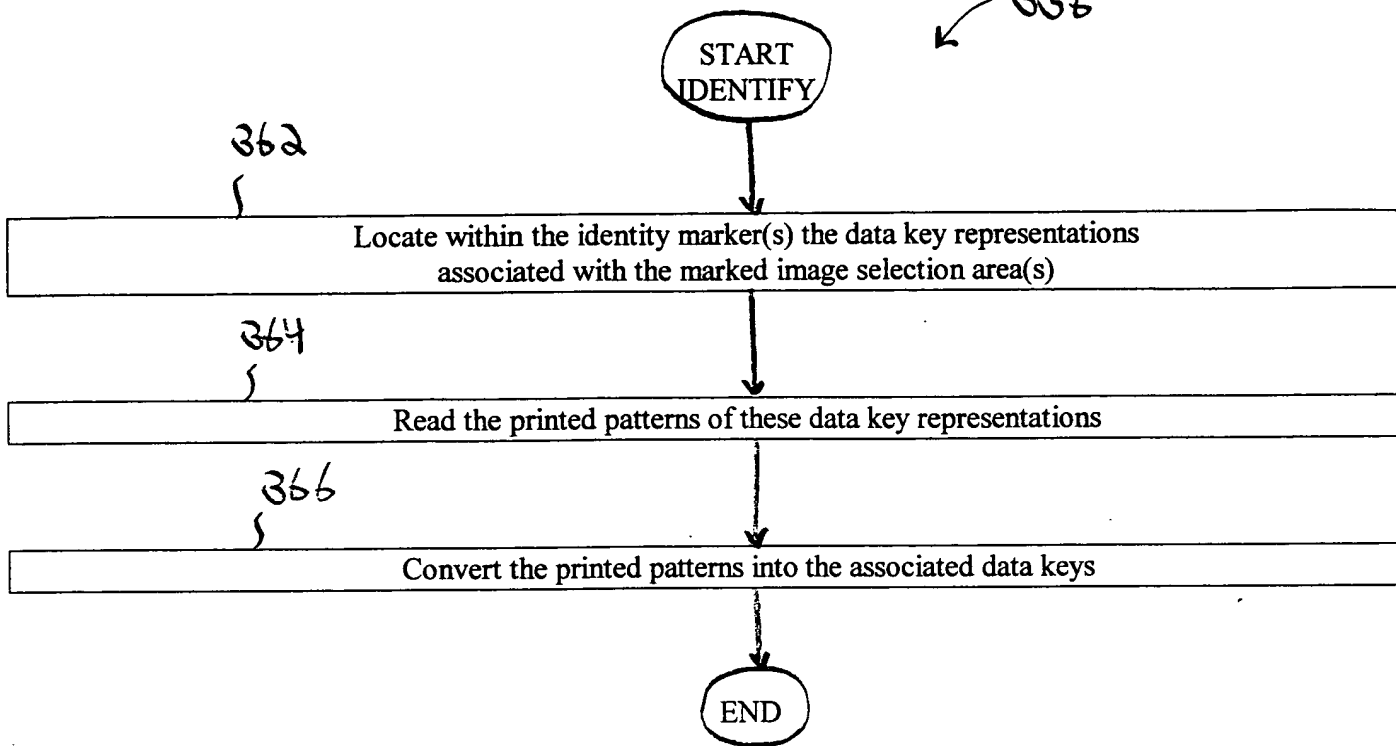 START
IDENTIFY
362
Locate within the identity marker(s) the data key representations
associated with the marked image selection area(s)
364
Read the printed patterns of these data key representations
366
Convert the printed patterns into the associated data keys
END